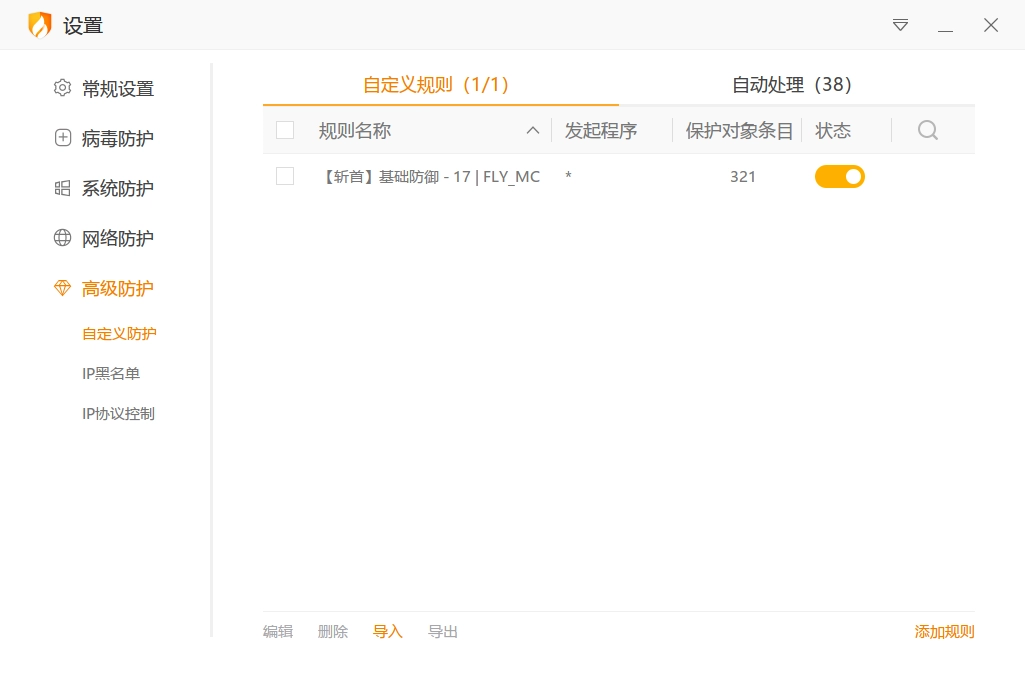 设置
常规设置
病毒防护
系统防护
网络防护
高级防护
自定义防护
IP黑名单
IP协议控制
自定义规则（1/1） 自动处理（38）
规则名称 发起程序 保护对象条目 状态
【斩首】基础防御 - 17 | FLY_MC * 321
编辑 删除 导入 导出 添加规则